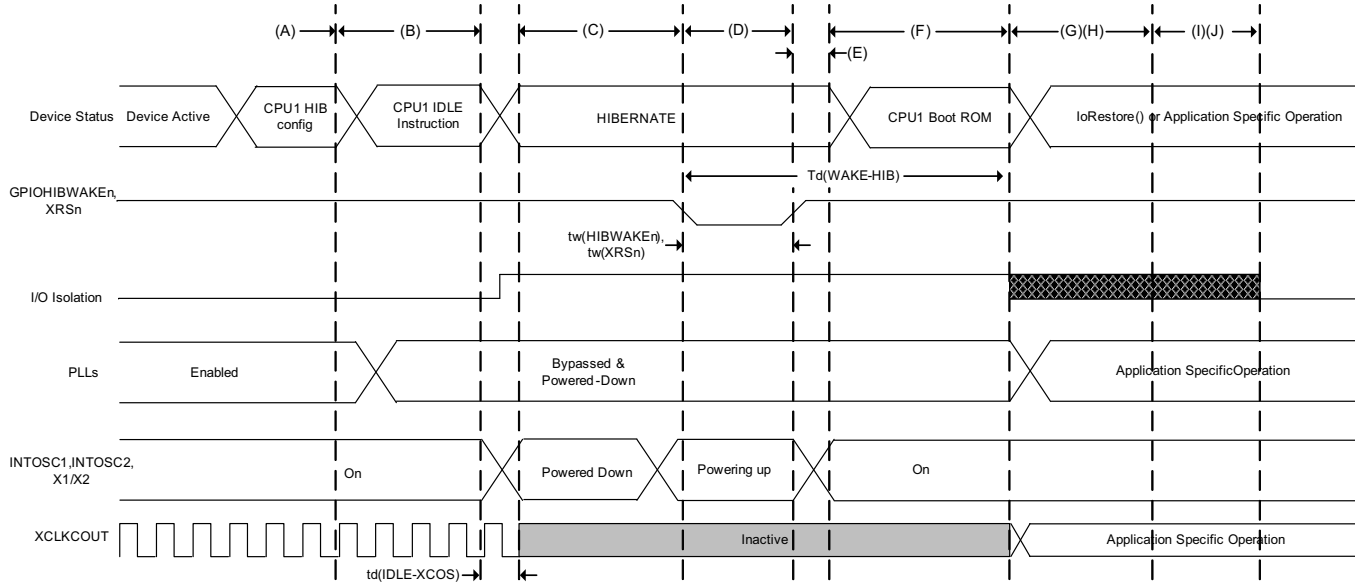 (A)
(B)
(C)
(D)
(E)
(F)
(G)(H)
(I)(J)
Device Status
Device Active
CPU1 HIB
config
CPU1 IDLE
Instruction
HIBERNATE
CPU1 Boot ROM
IoRestore() or Application Specific Operation
Td(WAKE-HIB)
GPIOHIBWAKEn,
XRSn
tw(HIBWAKEn),
tw(XRSn)
I/O Isolation
PLLs
Enabled
Bypassed &
Powered-Down
Application SpecificOperation
INTOSC1,INTOSC2,
X1/X2
On
Powered Down
Powering up
On
XCLKCOUT
Inactive
Application Specific Operation
td(IDLE-XCOS)